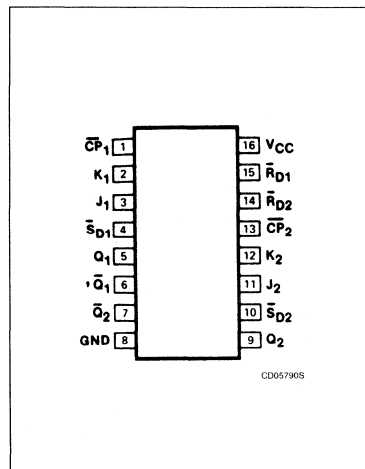 C̅P̅₁ 1
K₁ 2
J₁ 3
S̅D1 4
Q₁ 5
, Q̅₁ 6
Q̅₂ 7
GND 8
16 VCC
15 R̅D1
14 R̅D2
13 C̅P̅₂
12 K₂
11 J₂
10 S̅D2
9 Q₂
CD05790S